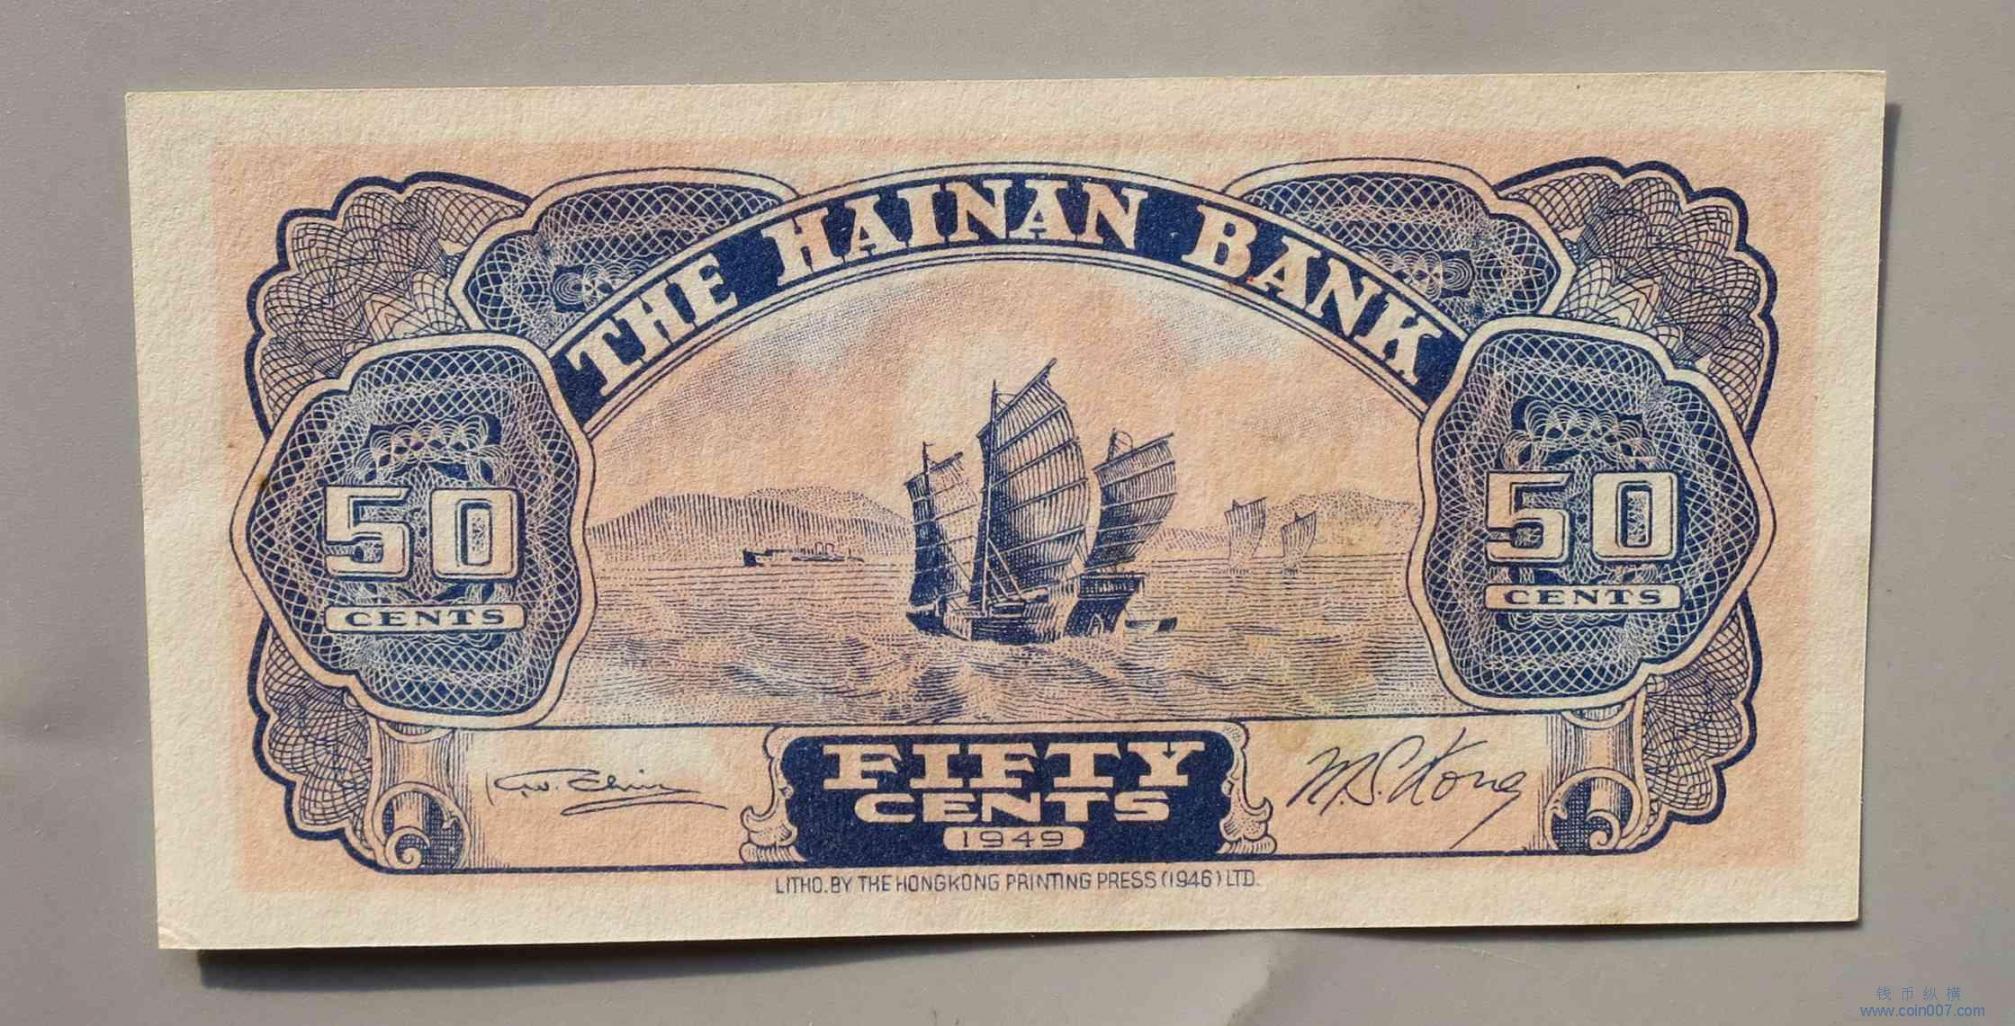 THE HAINAN BANK
50
CENTS
50
CENTS
FIFTY
CENTS
1949
M.S. Kong
LITHO. BY THE HONGKONG PRINTING PRESS (1946) LTD.
钱币纵横
www.coin007.com